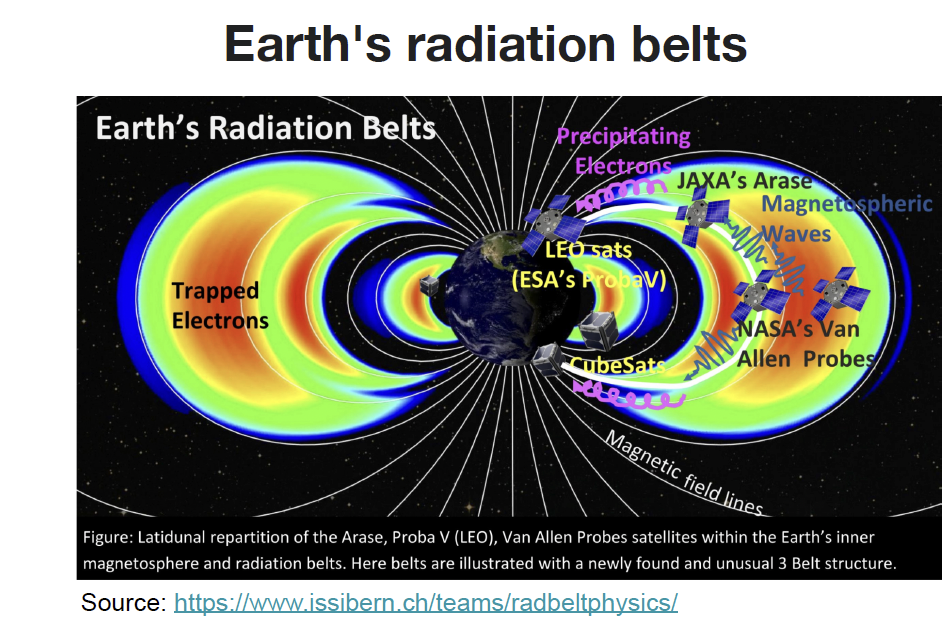 Earth's radiation belts
Earth's Radiation Belts
Precipitating
Electrons
JAXA's Arase
Magnetospheric
Waves
LEO sats
(ESA's ProbaV)
Trapped
Electrons
NASA's Van
Allen Probes
CubeSats
Magnetic field lines
Figure: Latidunal repartition of the Arase, Proba V (LEO), Van Allen Probes satellites within the Earth's inner
magnetosphere and radiation belts. Here belts are illustrated with a newly found and unusual 3 Belt structure.
Source: https://www.issibern.ch/teams/radbeltphysics/